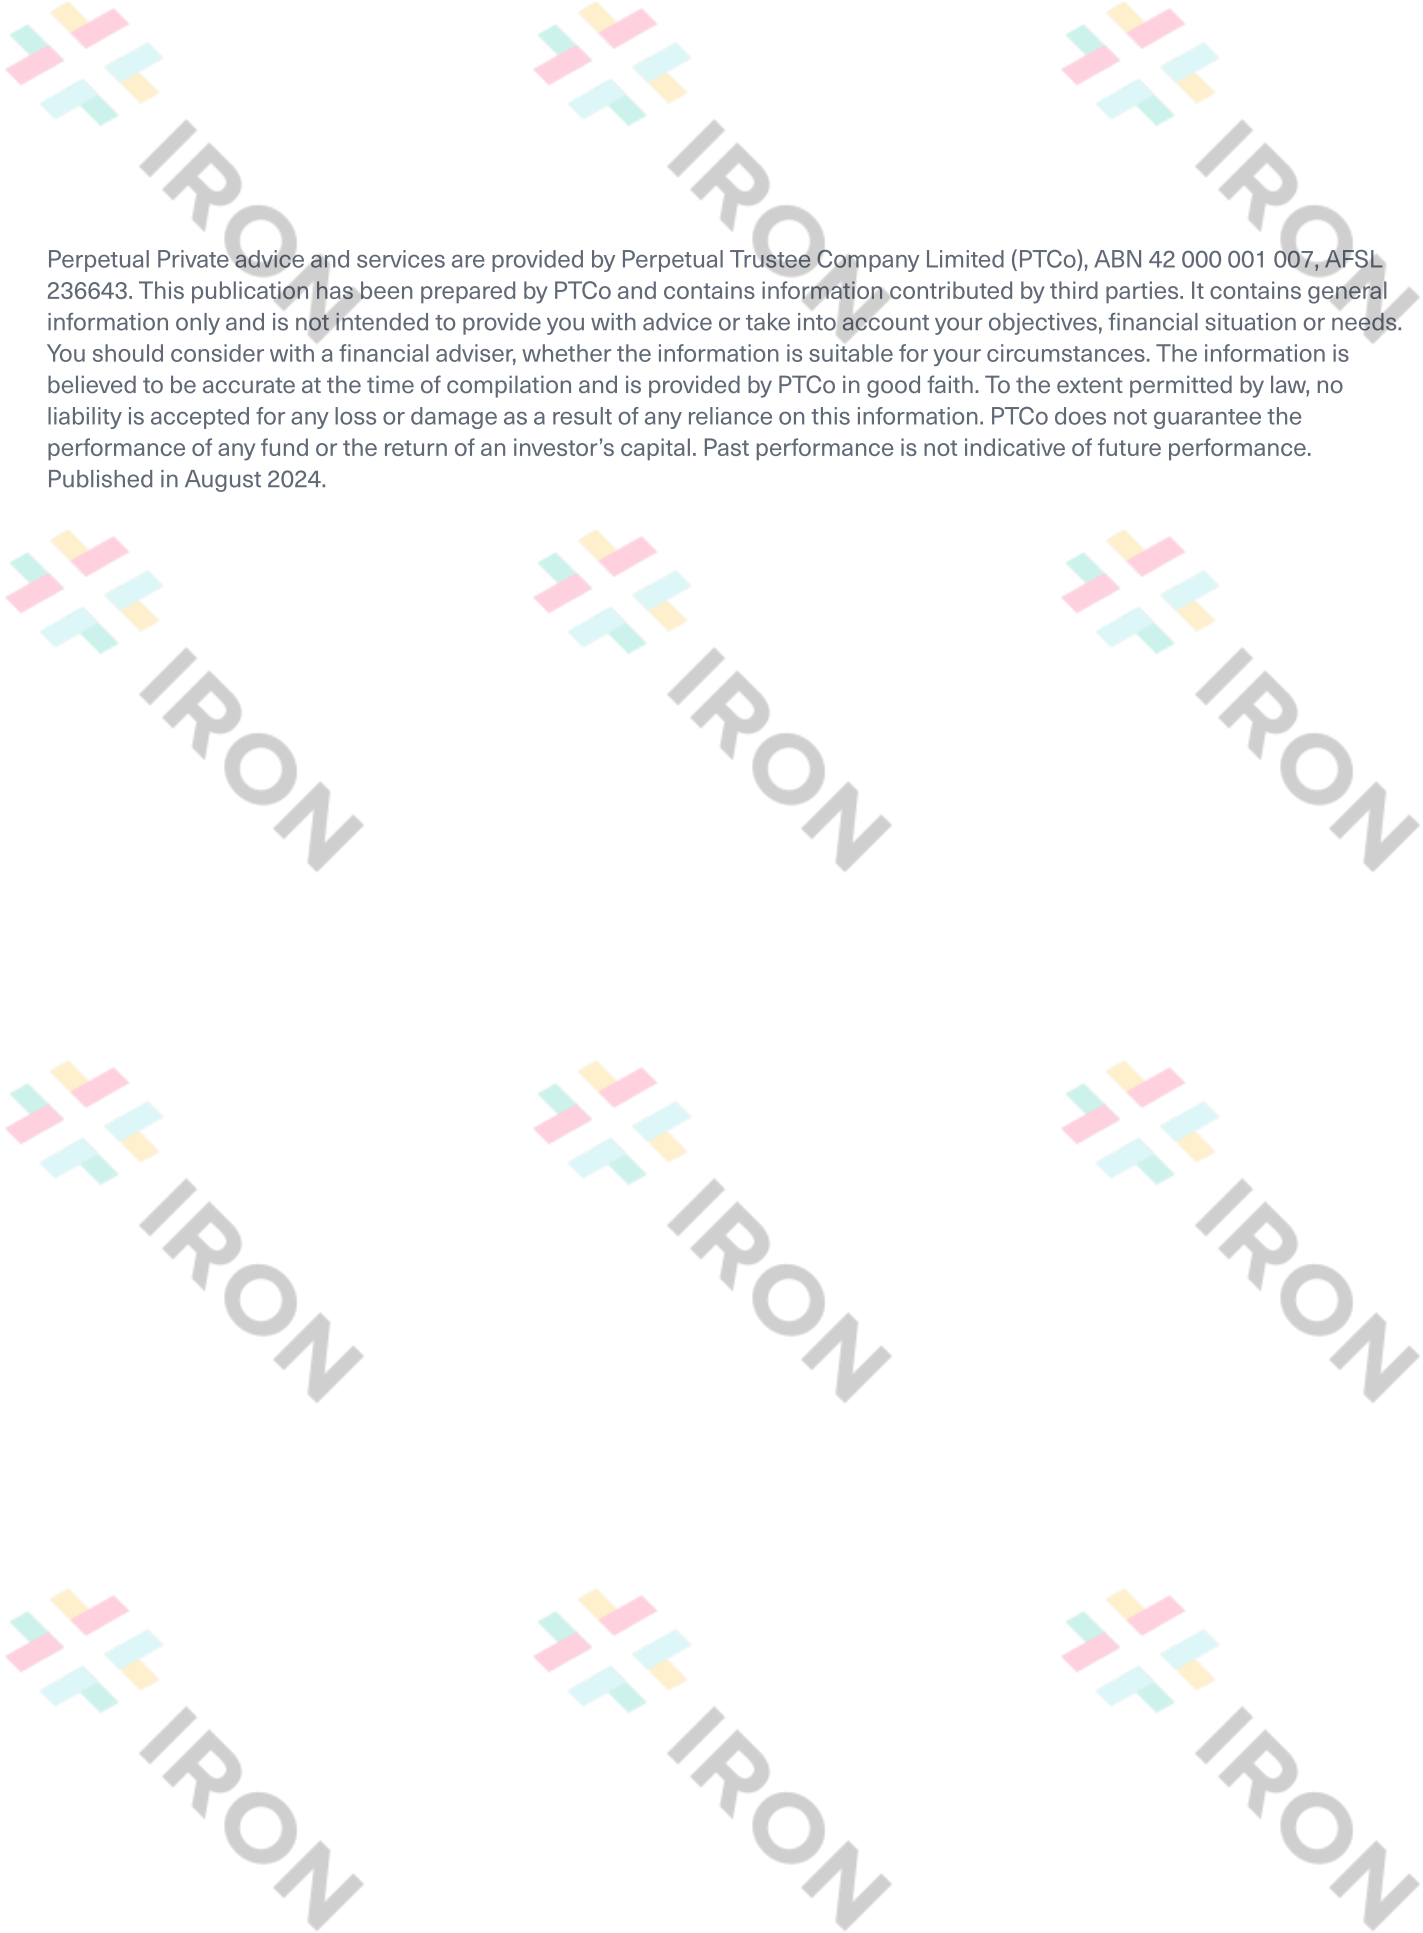 IRON IRON IRON
Perpetual Private advice and services are provided by Perpetual Trustee Company Limited (PTCo), ABN 42 000 001 007, AFSL
236643. This publication has been prepared by PTCo and contains information contributed by third parties. It contains general
information only and is not intended to provide you with advice or take into account your objectives, financial situation or needs.
You should consider with a financial adviser, whether the information is suitable for your circumstances. The information is
believed to be accurate at the time of compilation and is provided by PTCo in good faith. To the extent permitted by law, no
liability is accepted for any loss or damage as a result of any reliance on this information. PTCo does not guarantee the
performance of any fund or the return of an investor’s capital. Past performance is not indicative of future performance.
Published in August 2024.
IRON IRON IRON
IRON IRON IRON
IRON IRON IRON